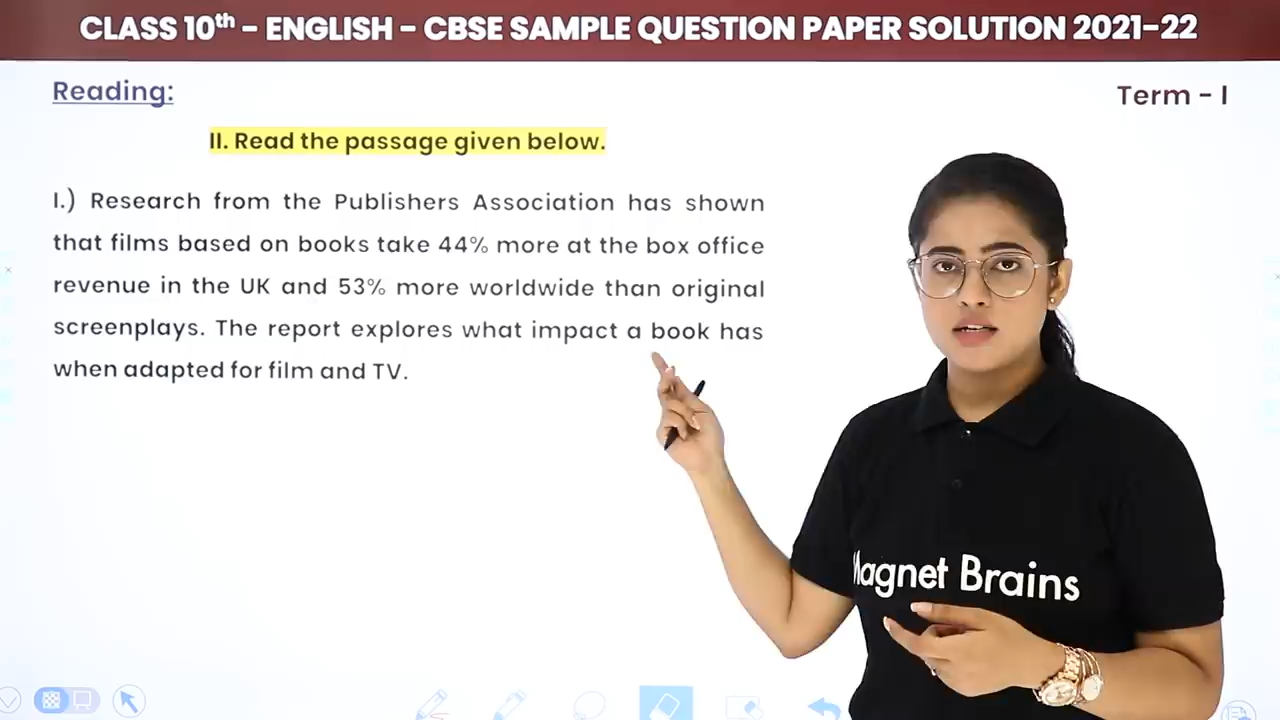 CLASS 10th - ENGLISH - CBSE SAMPLE QUESTION PAPER SOLUTION 2021-22
Reading:
Term - I
II. Read the passage given below.
I.) Research from the Publishers Association has shown
that films based on books take 44% more at the box office
revenue in the UK and 53% more worldwide than original
screenplays. The report explores what impact a book has
when adapted for film and TV.
Magnet Brains